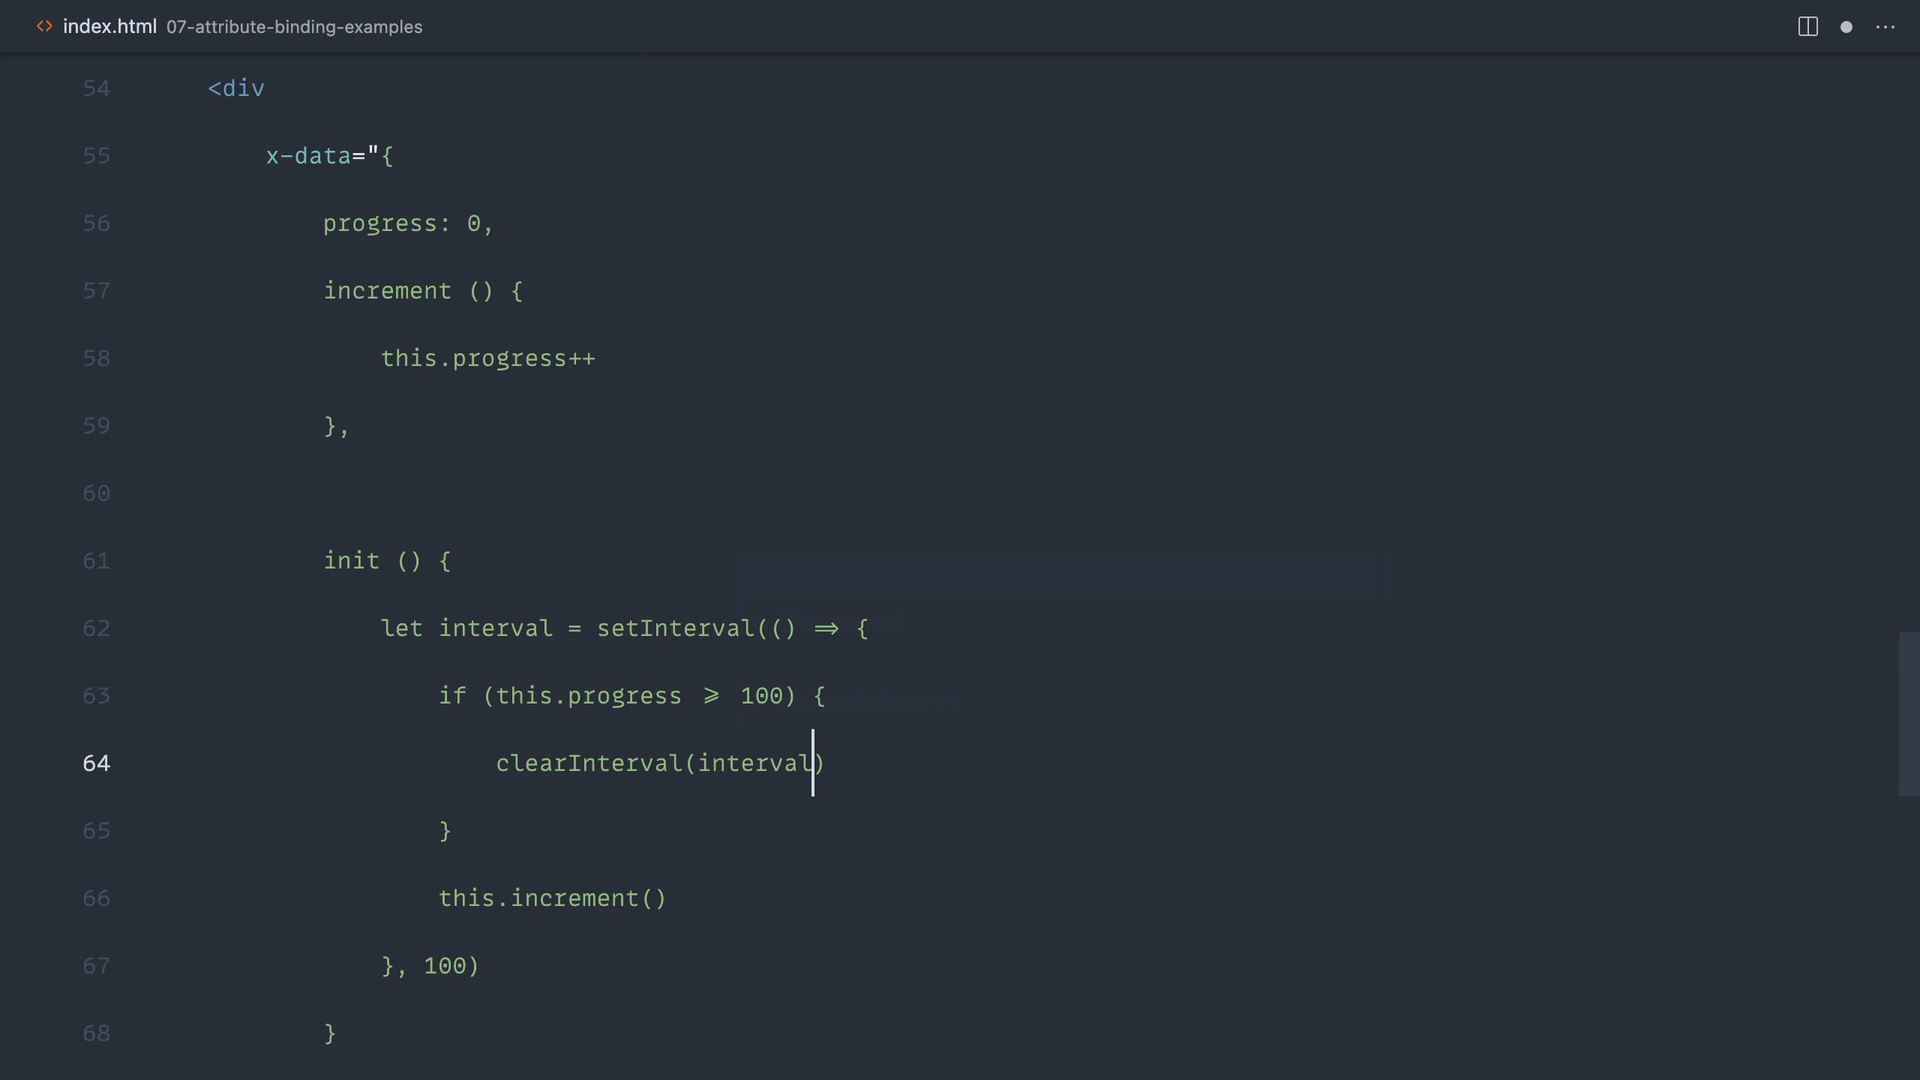 index.html 07-attribute-binding-examples
54 <div
55 x-data="{
56 progress: 0,
57 increment () {
58 this.progress++
59 },
60
61 init () {
62 let interval = setInterval(() => {
63 if (this.progress >= 100) {
64 clearInterval(interval)
65 }
66 this.increment()
67 }, 100)
68 }